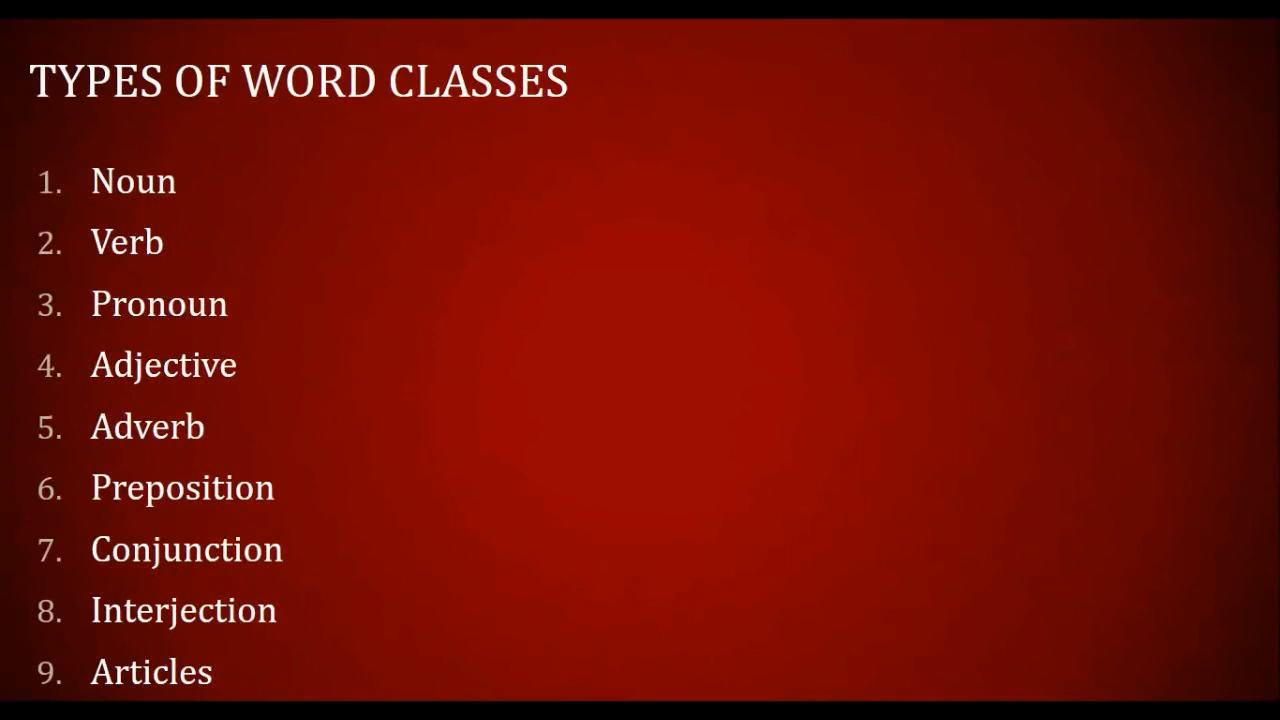 TYPES OF WORD CLASSES
1. Noun
2. Verb
3. Pronoun
4. Adjective
5. Adverb
6. Preposition
7. Conjunction
8. Interjection
9. Articles